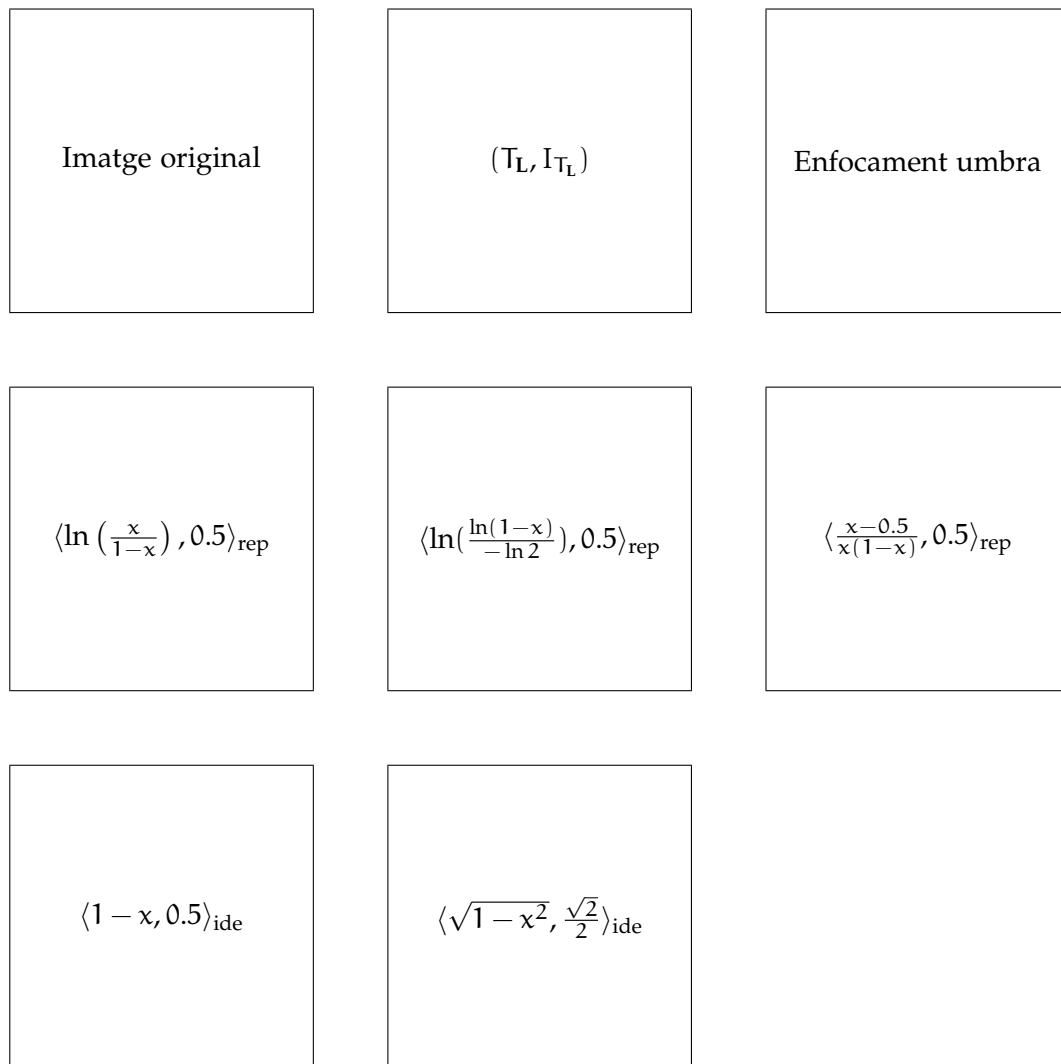 Imatge original
(T_L, I_{T_L})
Enfocament umbra
⟨ln (x/(1−x)), 0.5⟩_rep
⟨ln(ln(1−x)/(−ln 2)), 0.5⟩_rep
⟨(x−0.5)/(x(1−x)), 0.5⟩_rep
⟨1 − x, 0.5⟩_ide
⟨√(1 − x²), √2/2⟩_ide